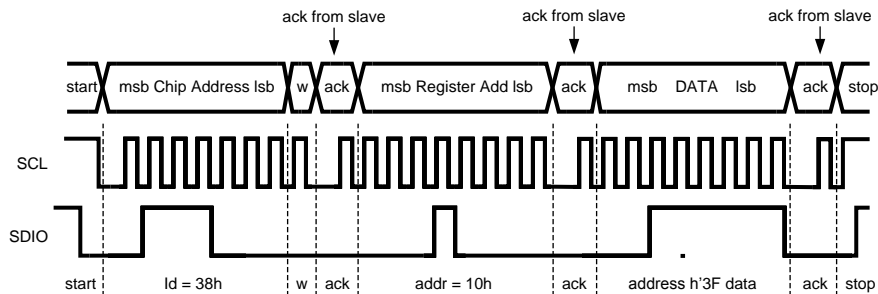 ack from slave ack from slave ack from slave
start msb Chip Address lsb w ack msb Register Add lsb ack msb DATA lsb ack stop
SCL
SDIO
start Id = 38h w ack addr = 10h ack address h'3F data ack stop